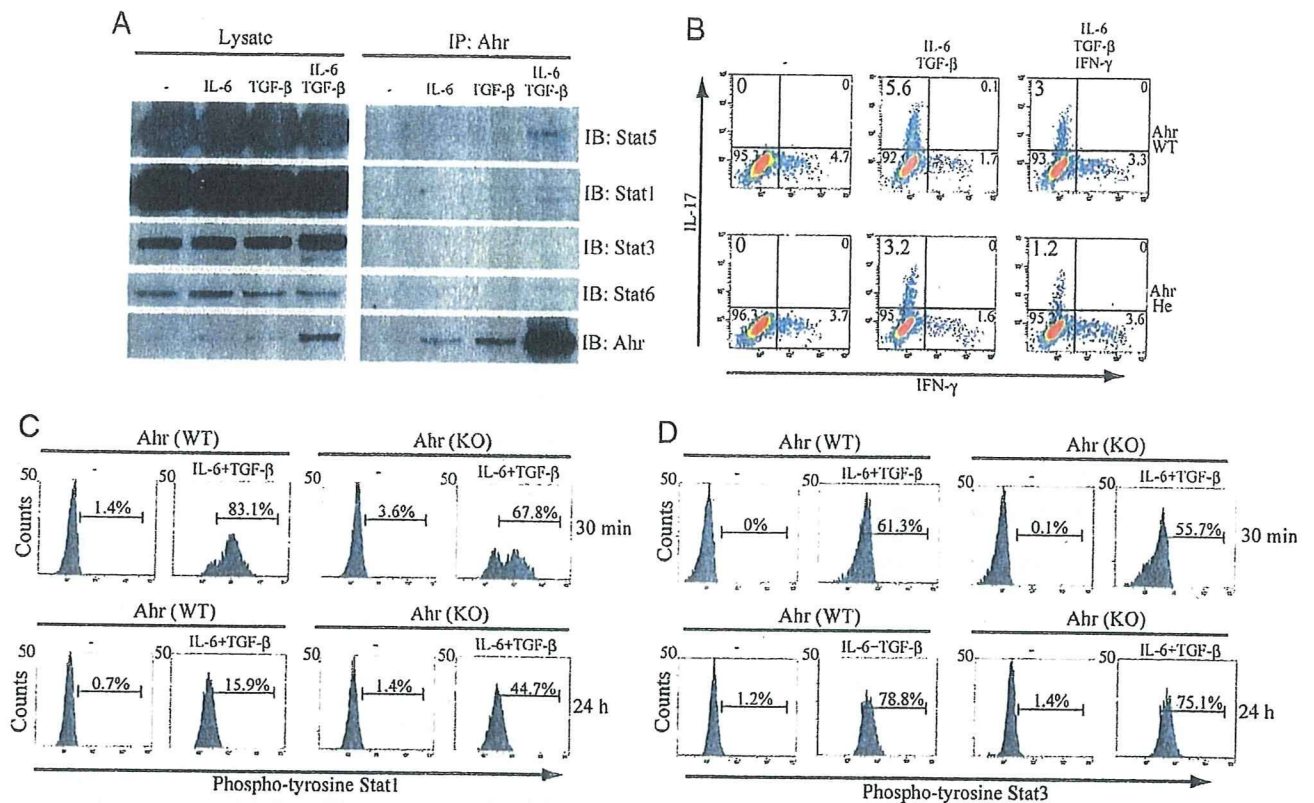 A
Lysate
IP: Ahr
- IL-6 TGF-β IL-6 TGF-β
- IL-6 TGF-β IL-6 TGF-β
IB: Stat5
IB: Stat1
IB: Stat3
IB: Stat6
IB: Ahr
B
- IL-6 TGF-β
IL-6 TGF-β IFN-γ
0 0
4.7
5.6 0.1
1.7
3 0
3.3
Ahr WT
IL-17
0 0
3.7
3.2 0
95 1.6
1.2 0
3.6
Ahr He
IFN-γ
C
Ahr (WT)
Ahr (KO)
- IL-6+TGF-β
- IL-6+TGF-β
50 50 50 50
Counts
1.4%
83.1%
3.6%
67.8%
30 min
Ahr (WT)
Ahr (KO)
- IL-6+TGF-β
- IL-6+TGF-β
50 50 50 50
Counts
0.7%
15.9%
1.4%
44.7%
24 h
Phospho-tyrosine Stat1
D
Ahr (WT)
Ahr (KO)
- IL-6+TGF-β
- IL-6+TGF-β
50 50 50 50
Counts
0%
61.3%
0.1%
55.7%
30 min
Ahr (WT)
Ahr (KO)
- IL-6−TGF-β
- IL-6+TGF-β
50 50 50 50
Counts
1.2%
78.8%
1.4%
75.1%
24 h
Phospho-tyrosine Stat3